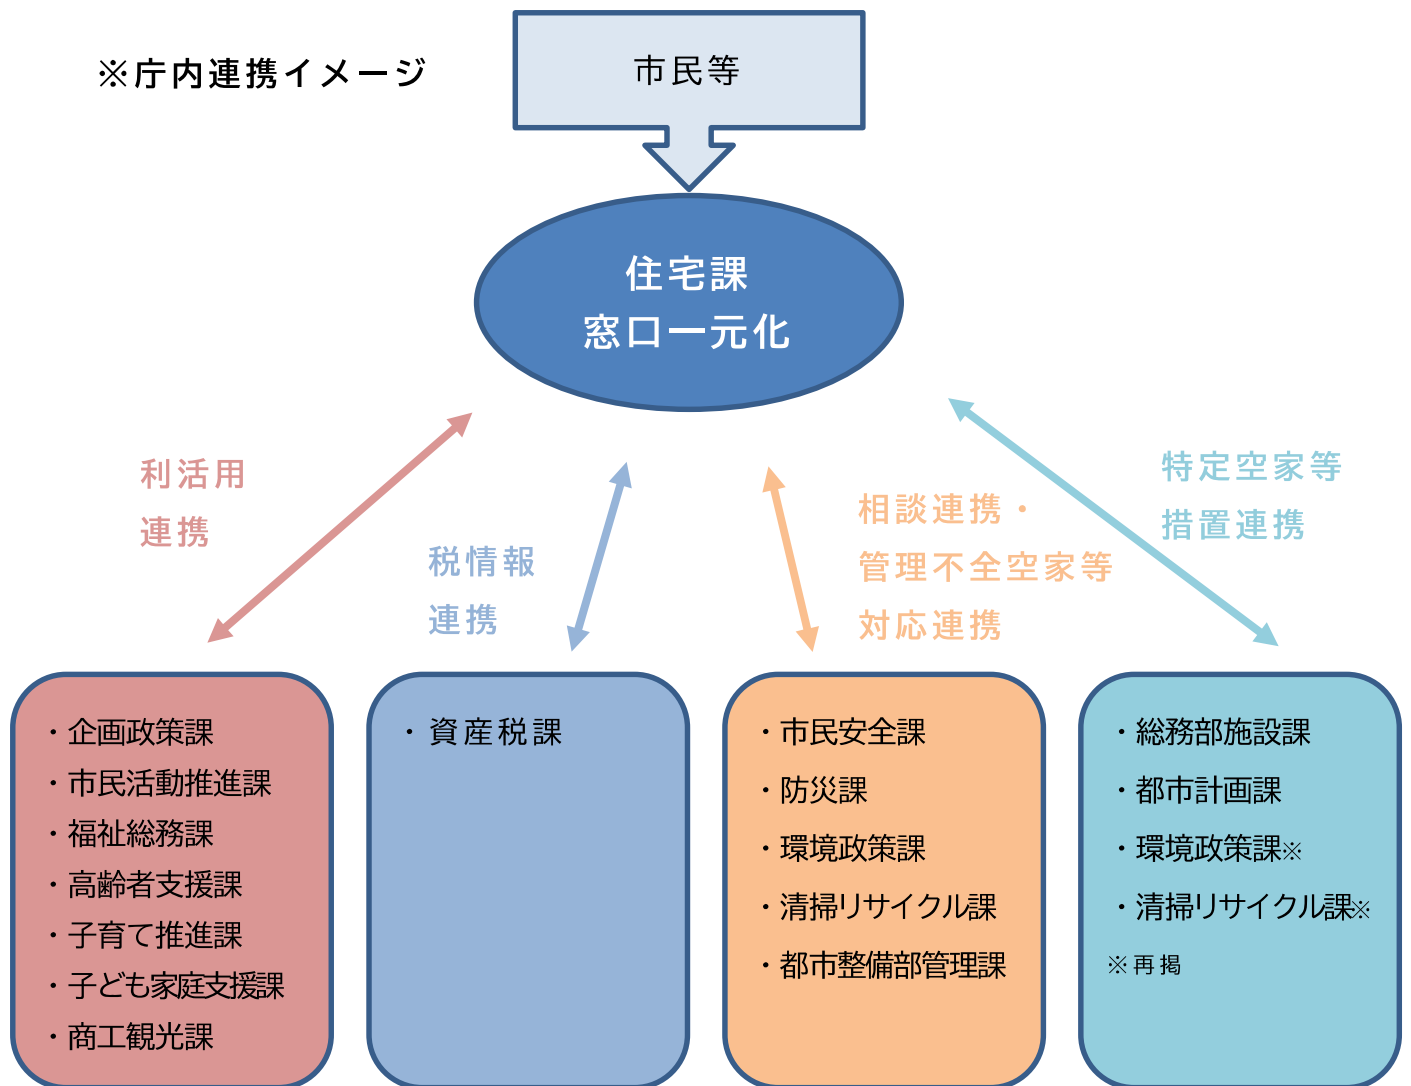 ※庁内連携イメージ
市民等
住宅課
窓口一元化
利活用
連携
税情報
連携
相談連携・
管理不全空家等
対応連携
特定空家等
措置連携
・企画政策課
・市民活動推進課
・福祉総務課
・高齢者支援課
・子育て推進課
・子ども家庭支援課
・商工観光課
・資産税課
・市民安全課
・防災課
・環境政策課
・清掃リサイクル課
・都市整備部管理課
・総務部施設課
・都市計画課
・環境政策課※
・清掃リサイクル課※
※再掲